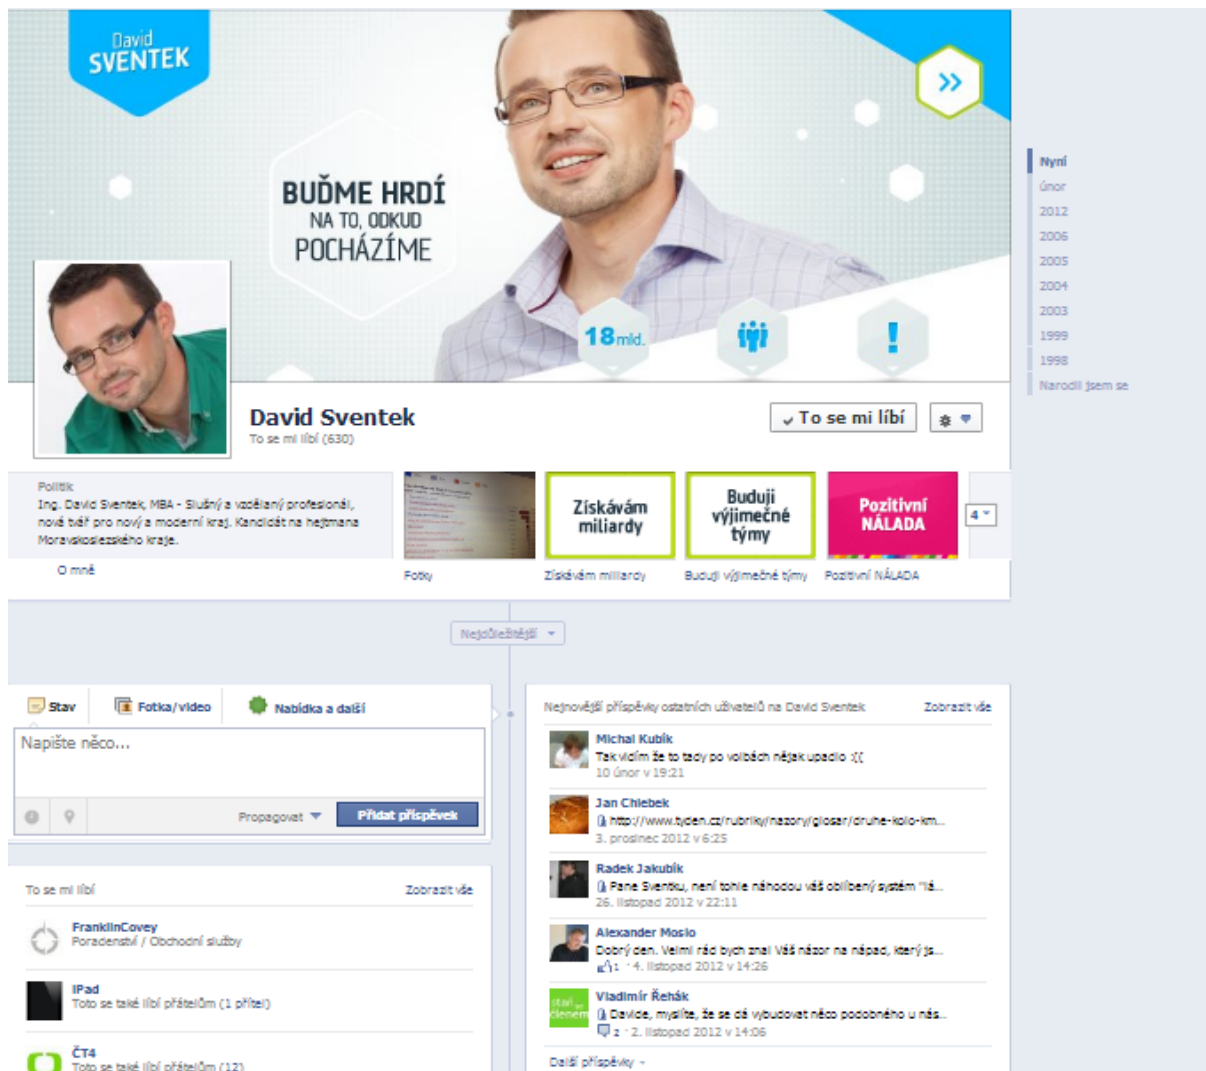 David
SVENTEK
BUĎME HRDÍ
NA TO, ODKUD
POCHÁZÍME
18 mld.
!
Nyní
únor
2012
2006
2005
2004
2003
1999
1998
Narodil jsem se
David Sventek
To se mi líbí (630)
To se mi líbí
Politik
Ing. David Sventek, MBA - Slušný a vzdělaný profesionál,
nová tvář pro nový a moderní kraj. Kandidát na hejtmana
Moravskoslezského kraje.
O mně
Získávám
miliardy
Buduji
výjimečné
týmy
Pozitivní
NÁLADA
4
Fotky
Získávám miliardy
Buduji výjimečné týmy
Pozitivní NÁLADA
Nejdůležitější
Stav
Fotka/video
Nabídka a další
Napište něco...
Propagovat
Přidat příspěvek
To se mi líbí
Zobrazit vše
FranklinCovey
Poradenství / Obchodní služby
iPad
Toto se také líbí přátelům (1 přítel)
ČT4
Toto se také líbí přátelům (12)
Nejnovější příspěvky ostatních uživatelů na David Sventek
Zobrazit vše
Michal Kubík
Tak vidím že to tady po volbách nějak upadlo :((
10 únor v 19:21
Jan Chlebek
http://www.tyden.cz/rubriky/nazory/glosar/druhe-kolo-km...
3. prosinec 2012 v 6:25
Radek Jakubík
Pane Sventku, není tohle náhodou váš oblíbený systém "lá...
26. listopad 2012 v 22:11
Alexander Moslo
Dobrý den. Velmi rád bych znal Váš názor na nápad, který js...
1 · 4. listopad 2012 v 14:26
Vladimír Řehák
Davide, myslíte, že se dá vybudovat něco podobného u nás...
2 · 2. listopad 2012 v 14:06
Další příspěvky